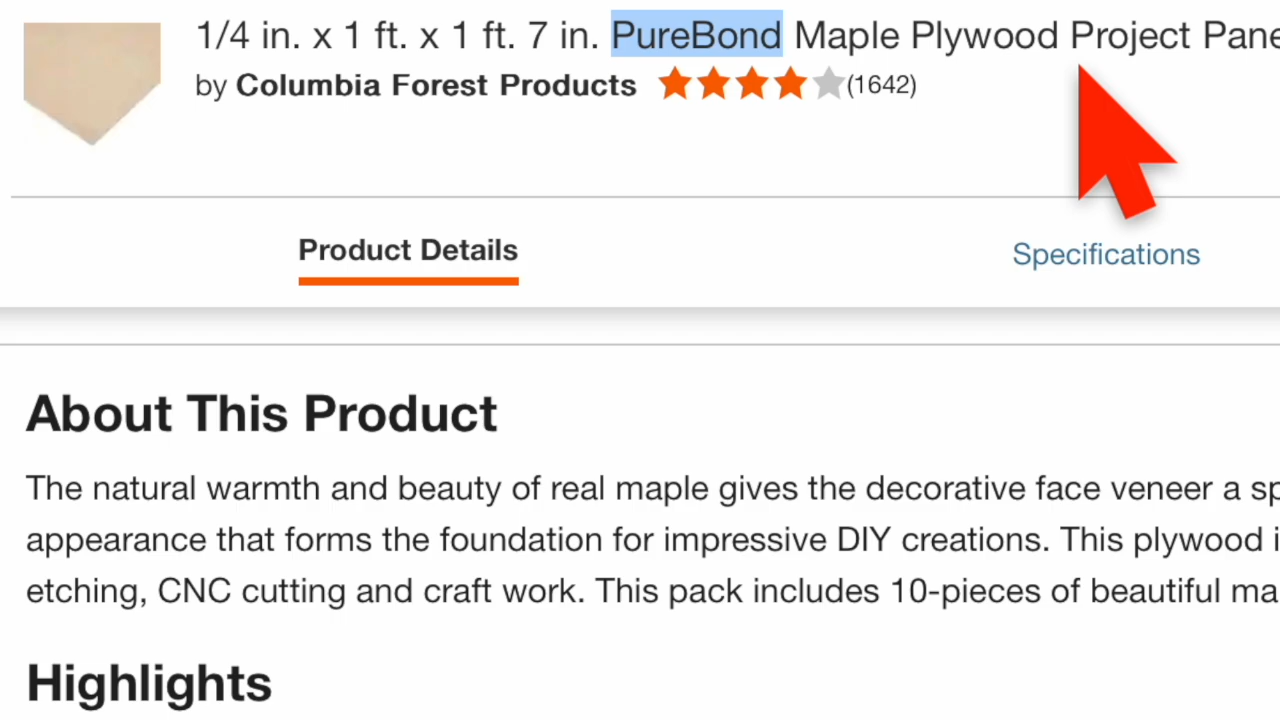 1/4 in. x 1 ft. x 1 ft. 7 in. PureBond Maple Plywood Project Pane
by Columbia Forest Products (1642)
Product Details Specifications
About This Product
The natural warmth and beauty of real maple gives the decorative face veneer a sp
appearance that forms the foundation for impressive DIY creations. This plywood i
etching, CNC cutting and craft work. This pack includes 10-pieces of beautiful ma
Highlights